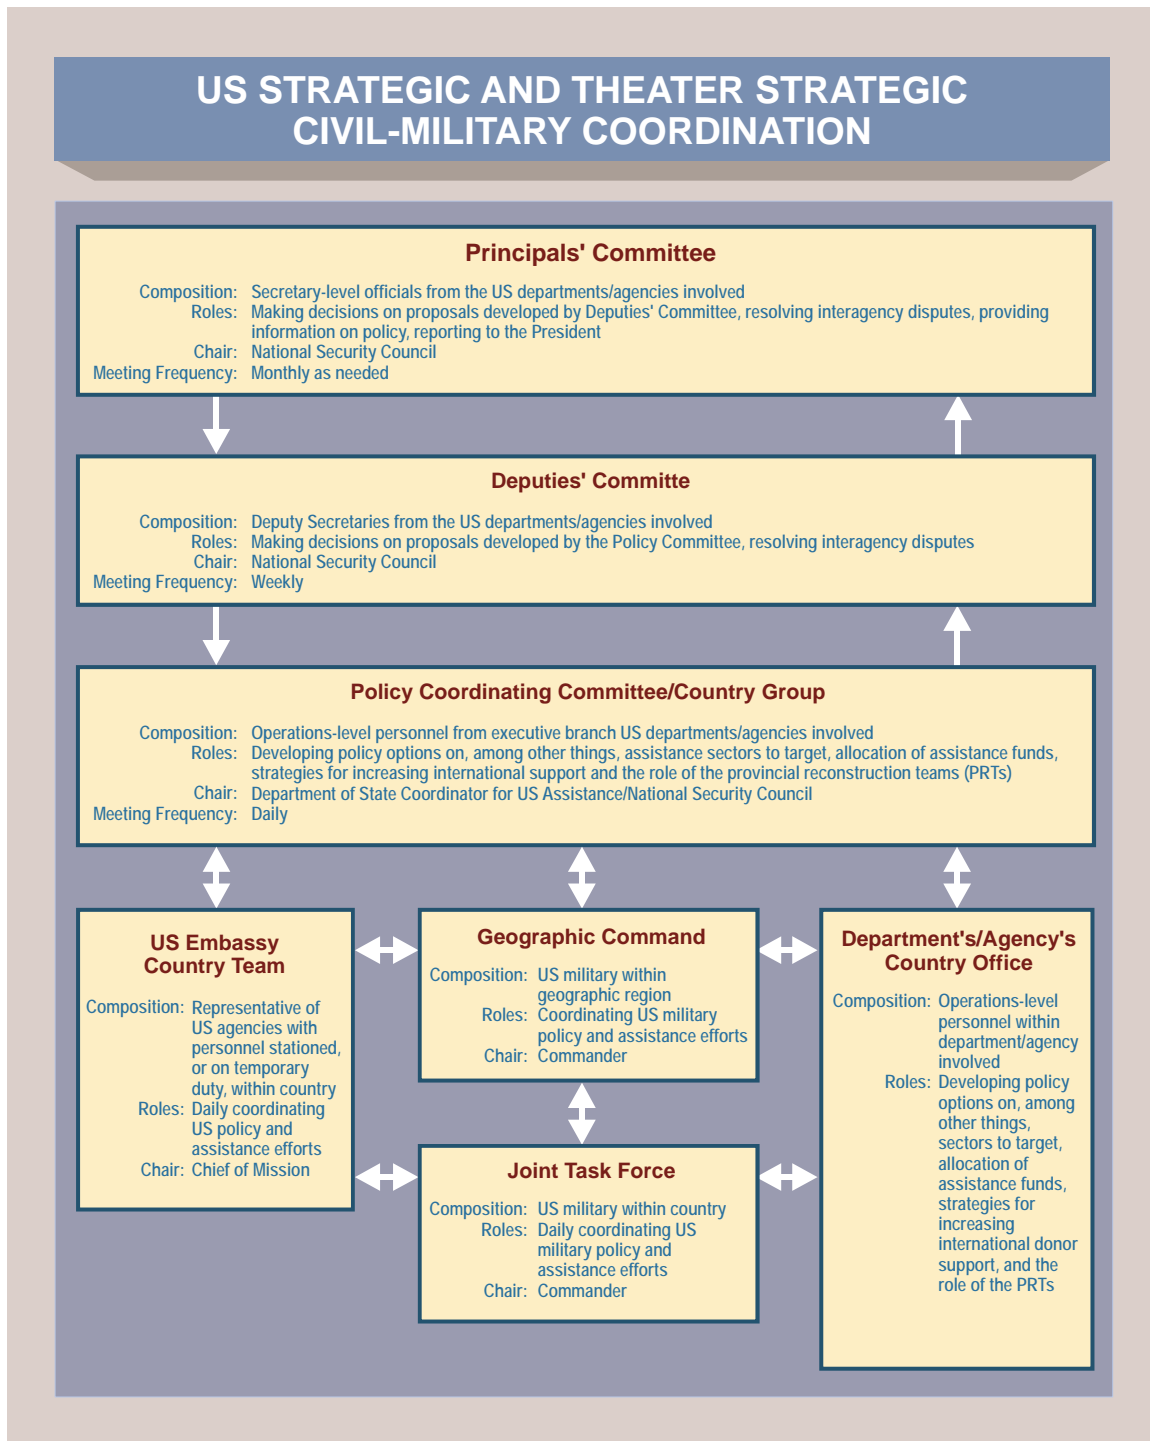 US STRATEGIC AND THEATER STRATEGIC
CIVIL-MILITARY COORDINATION
Principals' Committee
Composition: Secretary-level officials from the US departments/agencies involved
Roles: Making decisions on proposals developed by Deputies' Committee, resolving interagency disputes, providing
information on policy, reporting to the President
Chair: National Security Council
Meeting Frequency: Monthly as needed
Deputies' Committe
Composition: Deputy Secretaries from the US departments/agencies involved
Roles: Making decisions on proposals developed by the Policy Committee, resolving interagency disputes
Chair: National Security Council
Meeting Frequency: Weekly
Policy Coordinating Committee/Country Group
Composition: Operations-level personnel from executive branch US departments/agencies involved
Roles: Developing policy options on, among other things, assistance sectors to target, allocation of assistance funds,
strategies for increasing international support and the role of the provincial reconstruction teams (PRTs)
Chair: Department of State Coordinator for US Assistance/National Security Council
Meeting Frequency: Daily
US Embassy
Country Team
Composition: Representative of
US agencies with
personnel stationed,
or on temporary
duty, within country
Roles: Daily coordinating
US policy and
assistance efforts
Chair: Chief of Mission
Geographic Command
Composition: US military within
geographic region
Roles: Coordinating US military
policy and assistance efforts
Chair: Commander
Joint Task Force
Composition: US military within country
Roles: Daily coordinating US
military policy and
assistance efforts
Chair: Commander
Department's/Agency's
Country Office
Composition: Operations-level
personnel within
department/agency
involved
Roles: Developing policy
options on, among
other things,
sectors to target,
allocation of
assistance funds,
strategies for
increasing
international donor
support, and the
role of the PRTs